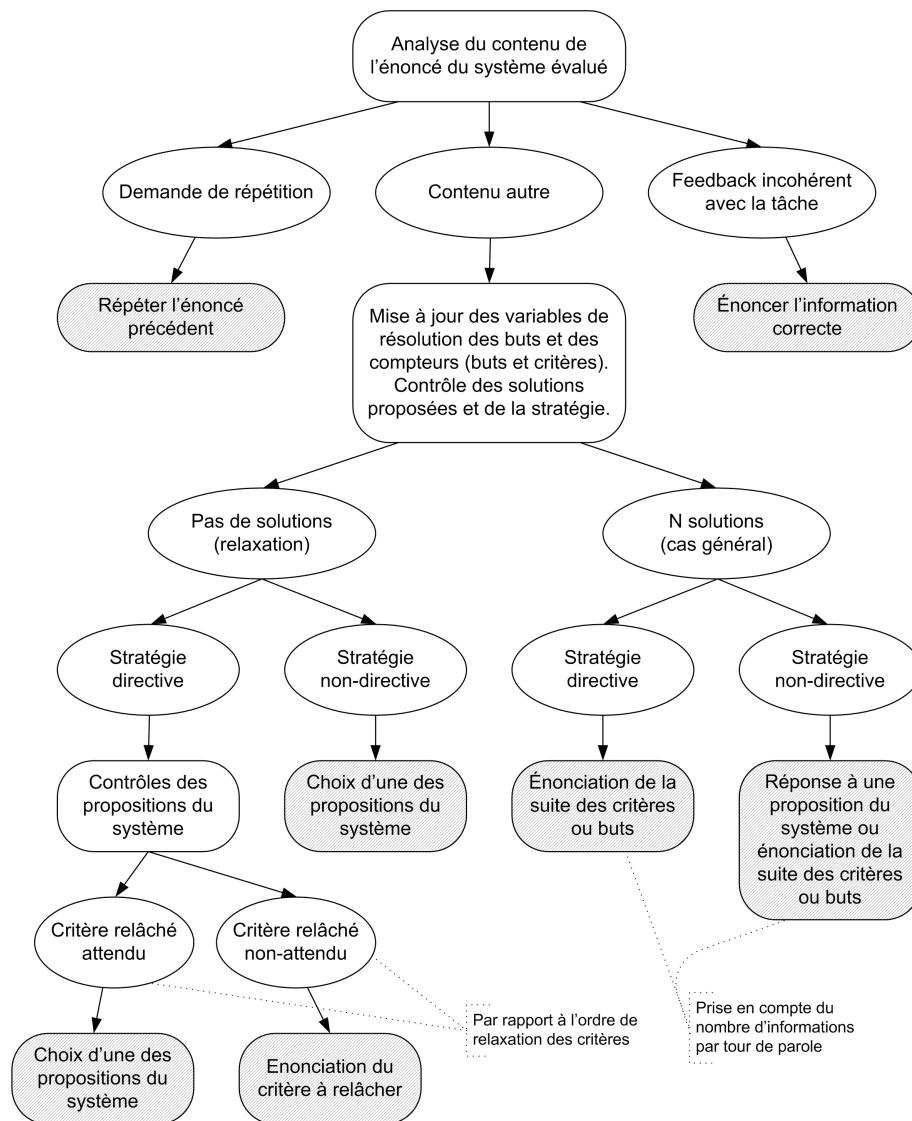 Analyse du contenu de
l’énoncé du système évalué
Demande de répétition
Contenu autre
Feedback incohérent
avec la tâche
Répéter l’énoncé
précédent
Mise à jour des variables de
résolution des buts et des
compteurs (buts et critères).
Contrôle des solutions
proposées et de la stratégie.
Énoncer l’information
correcte
Pas de solutions
(relaxation)
N solutions
(cas général)
Stratégie
directive
Stratégie
non-directive
Stratégie
directive
Stratégie
non-directive
Contrôles des
propositions du
système
Choix d’une des
propositions du
système
Énonciation de la
suite des critères
ou buts
Réponse à une
proposition du
système ou
énonciation de la
suite des critères
ou buts
Critère relâché
attendu
Critère relâché
non-attendu
Par rapport à l’ordre de
relaxation des critères
Prise en compte du
nombre d’informations
par tour de parole
Choix d’une des
propositions du
système
Enonciation du
critère à relâcher